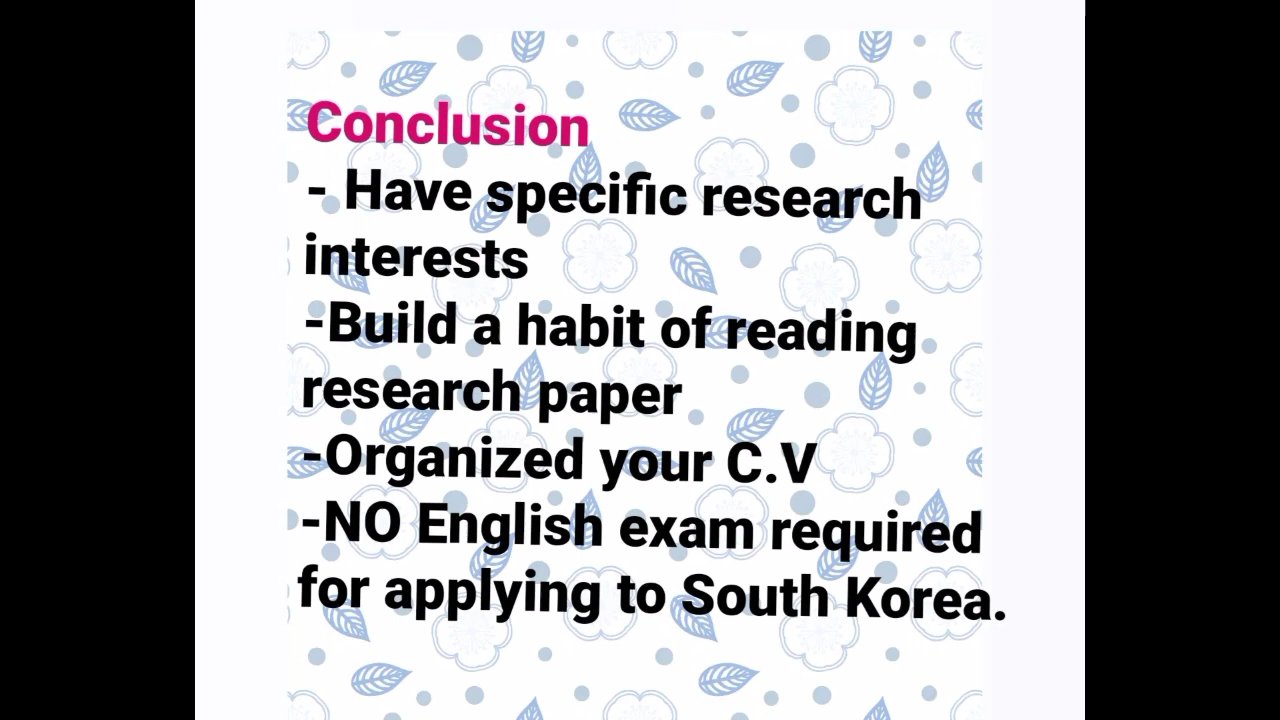 Conclusion
- Have specific research
interests
-Build a habit of reading
research paper
-Organized your C.V
-NO English exam required
for applying to South Korea.